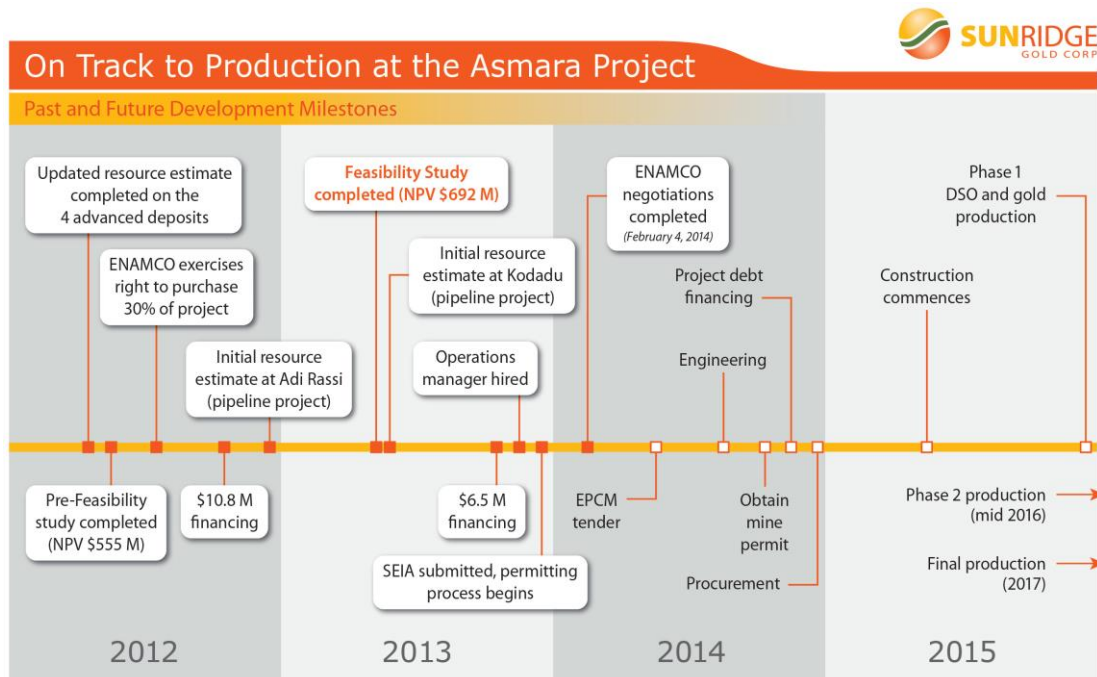 SUNRIDGE
GOLD CORP
On Track to Production at the Asmara Project
Past and Future Development Milestones
Updated resource estimate
completed on the
4 advanced deposits
ENAMCO exercises
right to purchase
30% of project
Initial resource
estimate at Adi Rassi
(pipeline project)
Pre-Feasibility
study completed
(NPV $555 M)
$10.8 M
financing
2012
Feasibility Study
completed (NPV $692 M)
Initial resource
estimate at Kodadu
(pipeline project)
Operations
manager hired
$6.5 M
financing
SEIA submitted, permitting
process begins
2013
ENAMCO
negotiations
completed
(February 4, 2014)
Project debt
financing
Engineering
EPCM
tender
Obtain
mine
permit
Procurement
2014
Phase 1
DSO and gold
production
Construction
commences
Phase 2 production
(mid 2016)
Final production
(2017)
2015